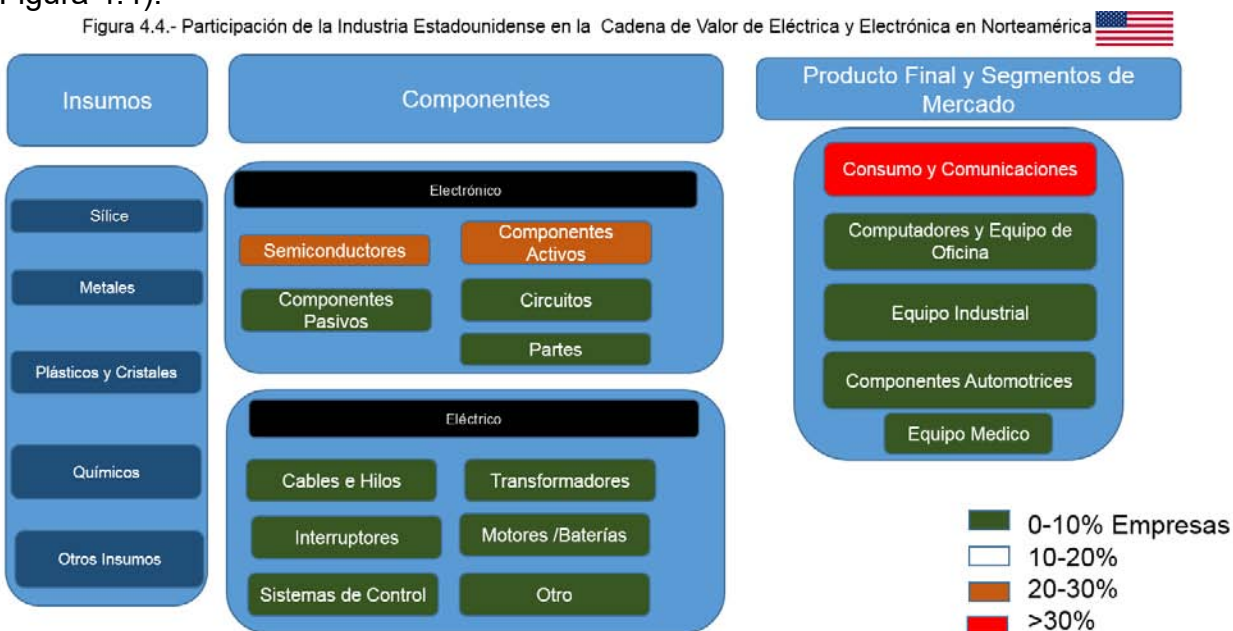 Figura 4.4).
Figura 4.4.- Participación de la Industria Estadounidense en la Cadena de Valor de Eléctrica y Electrónica en Norteamérica
Insumos
Sílice
Metales
Plásticos y Cristales
Químicos
Otros Insumos
Componentes
Electrónico
Semiconductores
Componentes
Activos
Componentes
Pasivos
Circuitos
Partes
Eléctrico
Cables e Hilos
Transformadores
Interruptores
Motores /Baterías
Sistemas de Control
Otro
Producto Final y Segmentos de
Mercado
Consumo y Comunicaciones
Computadores y Equipo de
Oficina
Equipo Industrial
Componentes Automotrices
Equipo Medico
0-10% Empresas
10-20%
20-30%
>30%